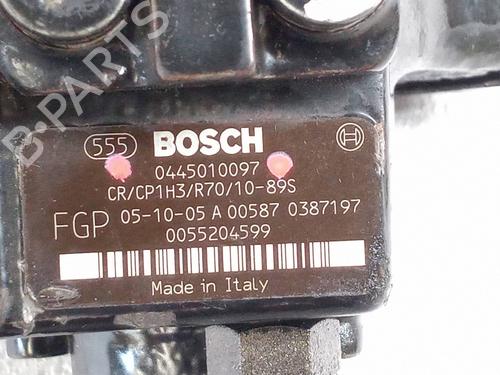 B-PARTS
555 BOSCH
0445010097
CR/CP1H3/R70/10-89S
FGP 05-10-05 A 00587 0387197
0055204599
Made in Italy